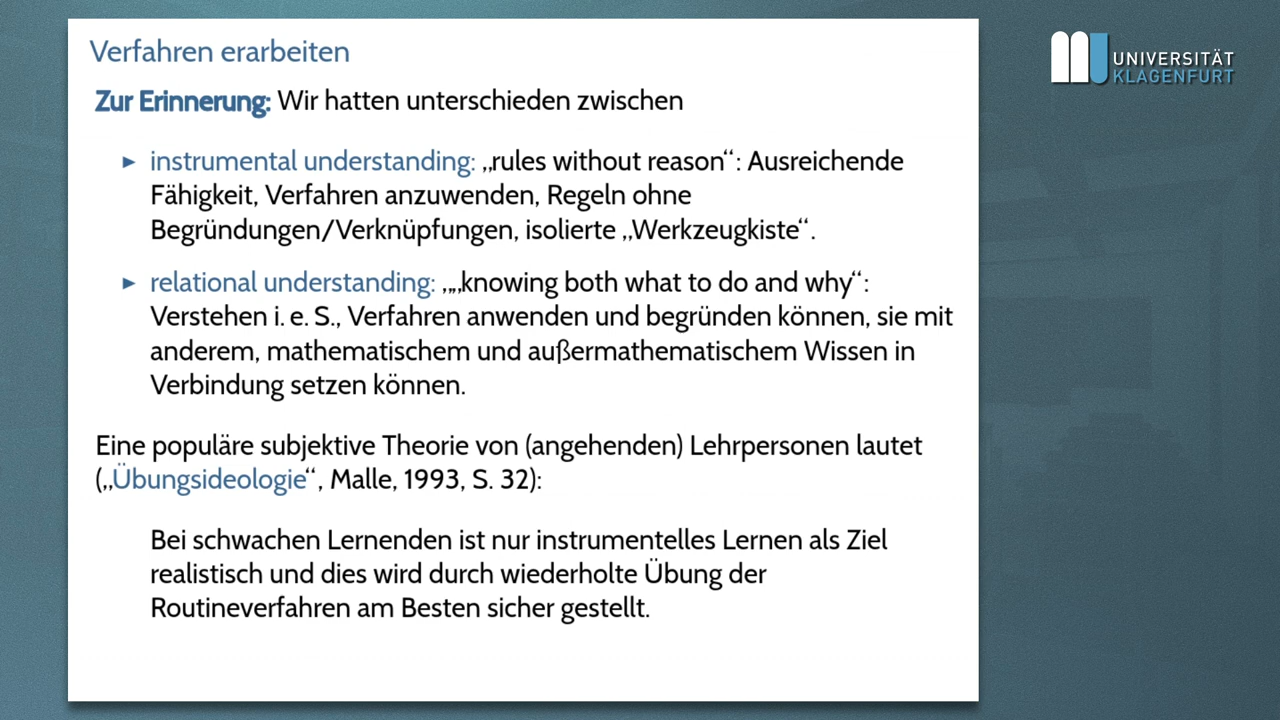 Verfahren erarbeiten
Zur Erinnerung: Wir hatten unterschieden zwischen
► instrumental understanding: „rules without reason“: Ausreichende
Fähigkeit, Verfahren anzuwenden, Regeln ohne
Begründungen/Verknüpfungen, isolierte „Werkzeugkiste“.
► relational understanding: „„knowing both what to do and why“:
Verstehen i. e. S., Verfahren anwenden und begründen können, sie mit
anderem, mathematischem und außermathematischem Wissen in
Verbindung setzen können.
Eine populäre subjektive Theorie von (angehenden) Lehrpersonen lautet
(„Übungsideologie“, Malle, 1993, S. 32):
Bei schwachen Lernenden ist nur instrumentelles Lernen als Ziel
realistisch und dies wird durch wiederholte Übung der
Routineverfahren am Besten sicher gestellt.
UNIVERSITÄT
KLAGENFURT